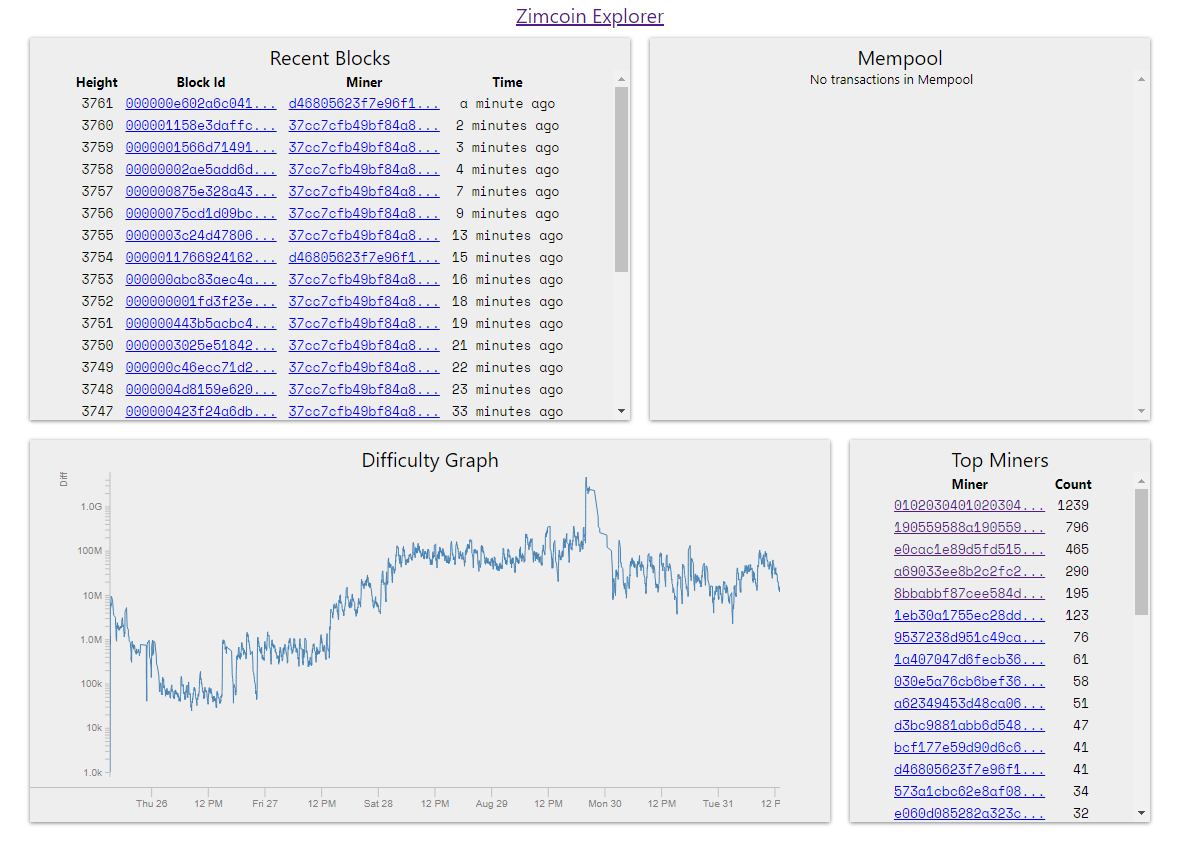 Zimcoin Explorer
Recent Blocks
Height Block Id Miner Time
3761 000000e602a6c041... d46805623f7e96f1... a minute ago
3760 000001158e3daffc... 37cc7cfb49bf84a8... 2 minutes ago
3759 0000001566d71491... 37cc7cfb49bf84a8... 3 minutes ago
3758 00000002ae5add6d... 37cc7cfb49bf84a8... 4 minutes ago
3757 000000875e328a43... 37cc7cfb49bf84a8... 7 minutes ago
3756 00000075cd1d09bc... 37cc7cfb49bf84a8... 9 minutes ago
3755 0000003c24d47806... 37cc7cfb49bf84a8... 13 minutes ago
3754 0000011766924162... d46805623f7e96f1... 15 minutes ago
3753 000000abc83aec4a... 37cc7cfb49bf84a8... 16 minutes ago
3752 000000001fd3f23e... 37cc7cfb49bf84a8... 18 minutes ago
3751 000000443b5acbc4... 37cc7cfb49bf84a8... 19 minutes ago
3750 0000003025e51842... 37cc7cfb49bf84a8... 21 minutes ago
3749 000000c46ecc71d2... 37cc7cfb49bf84a8... 22 minutes ago
3748 0000004d8159e620... 37cc7cfb49bf84a8... 23 minutes ago
3747 000000423f24a6db... 37cc7cfb49bf84a8... 33 minutes ago
Mempool
No transactions in Mempool
Difficulty Graph
Diff
1.0G
100M
10M
1.0M
100k
10k
1.0k
Thu 26 12 PM Fri 27 12 PM Sat 28 12 PM Aug 29 12 PM Mon 30 12 PM Tue 31 12 P
Top Miners
Miner Count
0102030401020304... 1239
190559588a190559... 796
e0cac1e89d5fd515... 465
a69033ee8b2c2fc2... 290
8bbabbf87cee584d... 195
1eb30a1755ec28dd... 123
9537238d951c49ca... 76
1a407047d6fecb36... 61
030e5a76cb6bef36... 58
a62349453d48ca06... 51
d3bc9881abb6d548... 47
bcf177e59d90d6c6... 41
d46805623f7e96f1... 41
573a1cbc62e8af08... 34
e060d085282a323c... 32